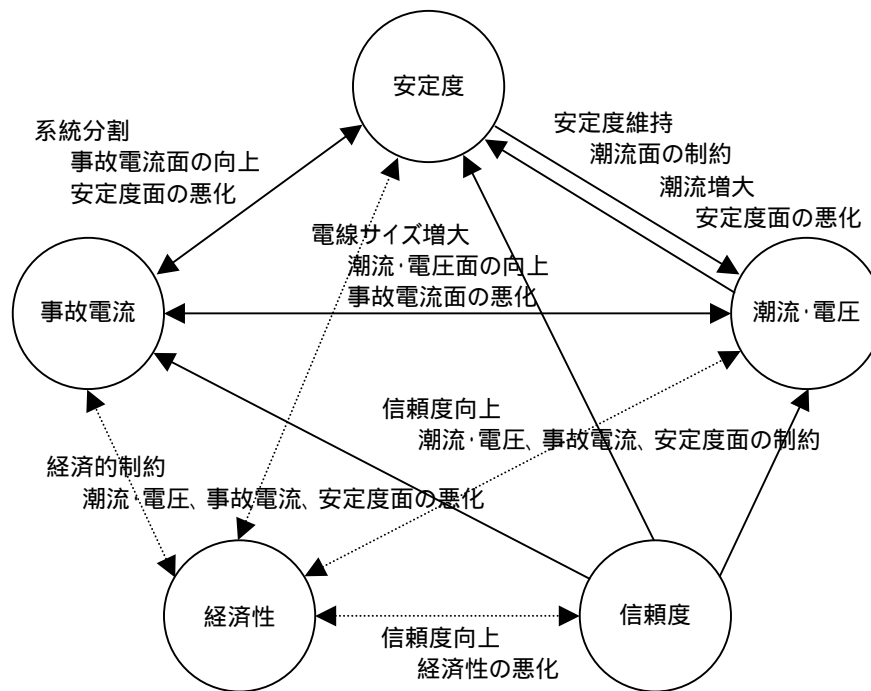 安定度
系統分割
事故電流面の向上
安定度面の悪化
安定度維持
潮流面の制約
潮流増大
安定度面の悪化
電線サイズ増大
潮流・電圧面の向上
事故電流面の悪化
事故電流
潮流・電圧
信頼度向上
潮流・電圧、事故電流、安定度面の制約
経済的制約
潮流・電圧、事故電流、安定度面の悪化
経済性
信頼度
信頼度向上
経済性の悪化